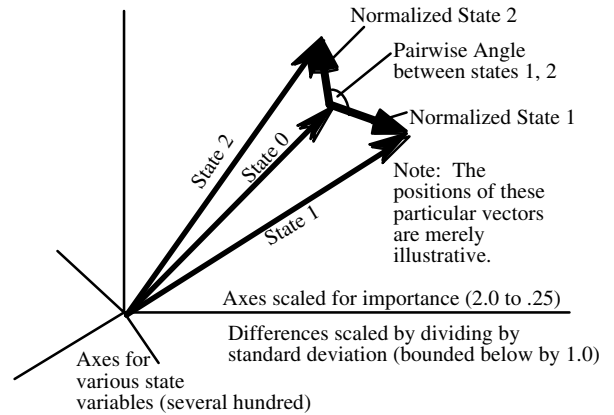 Normalized State 2
Pairwise Angle
between states 1, 2
Normalized State 1
State 2
State 0
State 1
Note: The
positions of these
particular vectors
are merely
illustrative.
Axes scaled for importance (2.0 to .25)
Differences scaled by dividing by
standard deviation (bounded below by 1.0)
Axes for
various state
variables (several hundred)